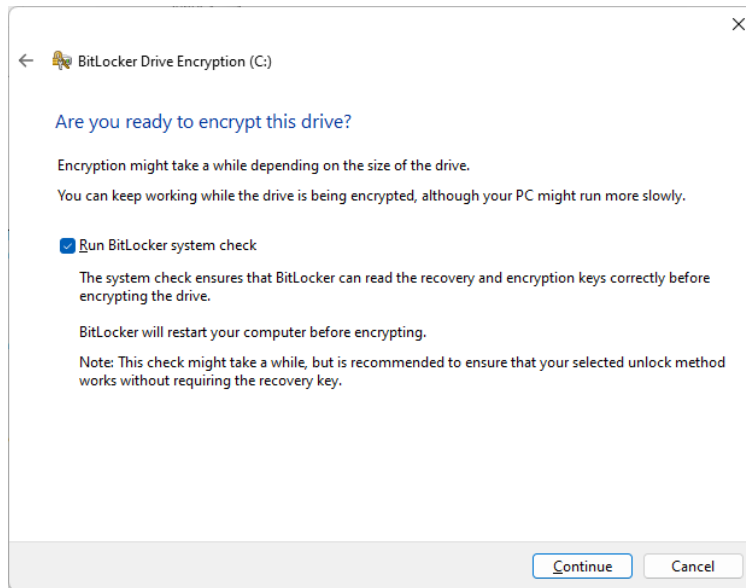 BitLocker Drive Encryption (C:)
Are you ready to encrypt this drive?
Encryption might take a while depending on the size of the drive.
You can keep working while the drive is being encrypted, although your PC might run more slowly.
Run BitLocker system check
The system check ensures that BitLocker can read the recovery and encryption keys correctly before
encrypting the drive.
BitLocker will restart your computer before encrypting.
Note: This check might take a while, but is recommended to ensure that your selected unlock method
works without requiring the recovery key.
Continue
Cancel